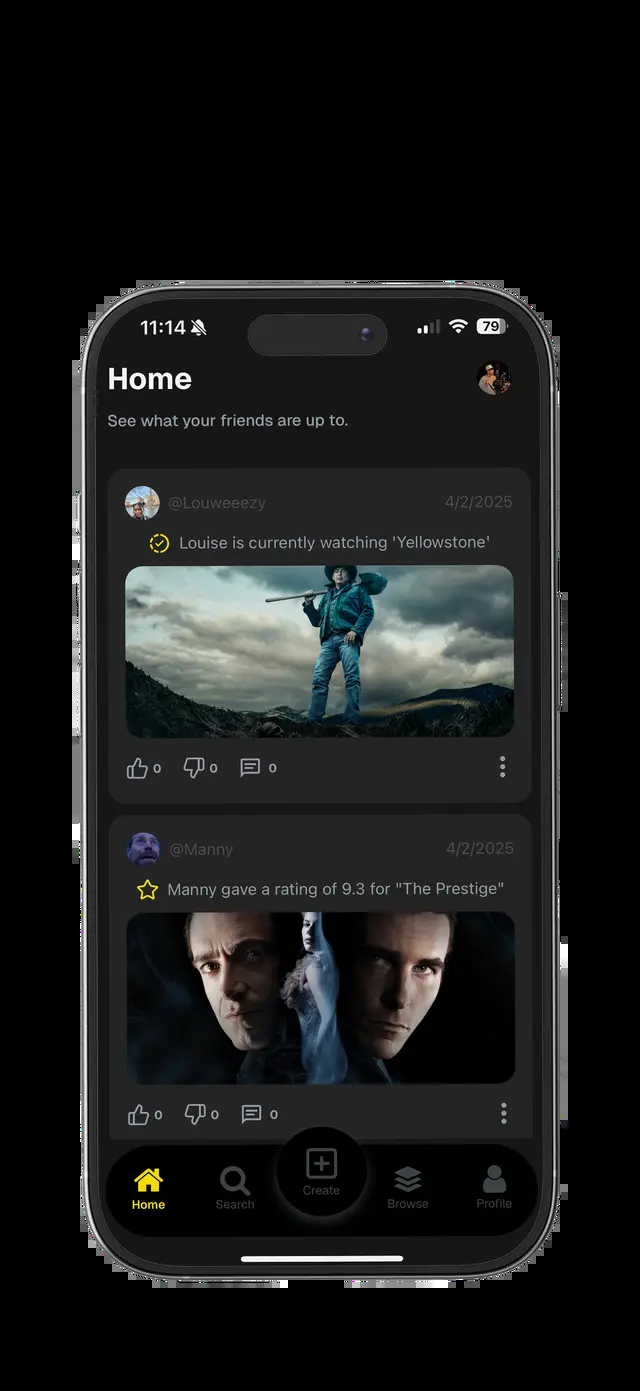 11:14
79
Home
See what your friends are up to.
@Louweeezy
4/2/2025
Louise is currently watching 'Yellowstone'
0
0
0
@Manny
4/2/2025
Manny gave a rating of 9.3 for "The Prestige"
0
0
0
Home
Search
Create
Browse
Profile